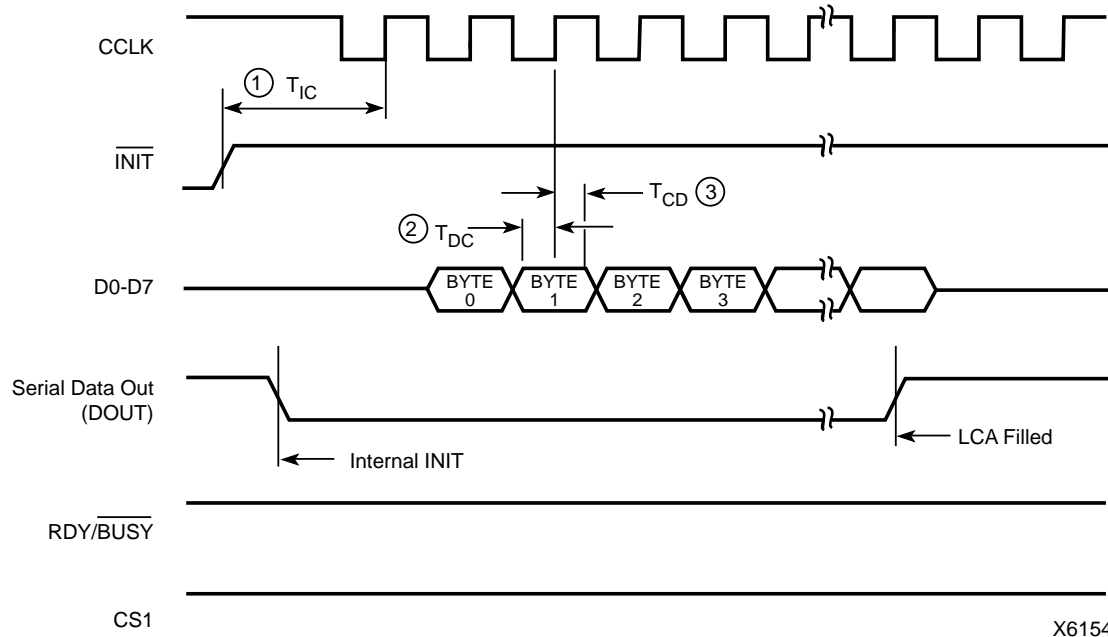 CCLK
① T_IC
INIT
T_CD ③
② T_DC
D0-D7
BYTE 0
BYTE 1
BYTE 2
BYTE 3
Serial Data Out
(DOUT)
Internal INIT
LCA Filled
RDY/BUSY
CS1
X6154